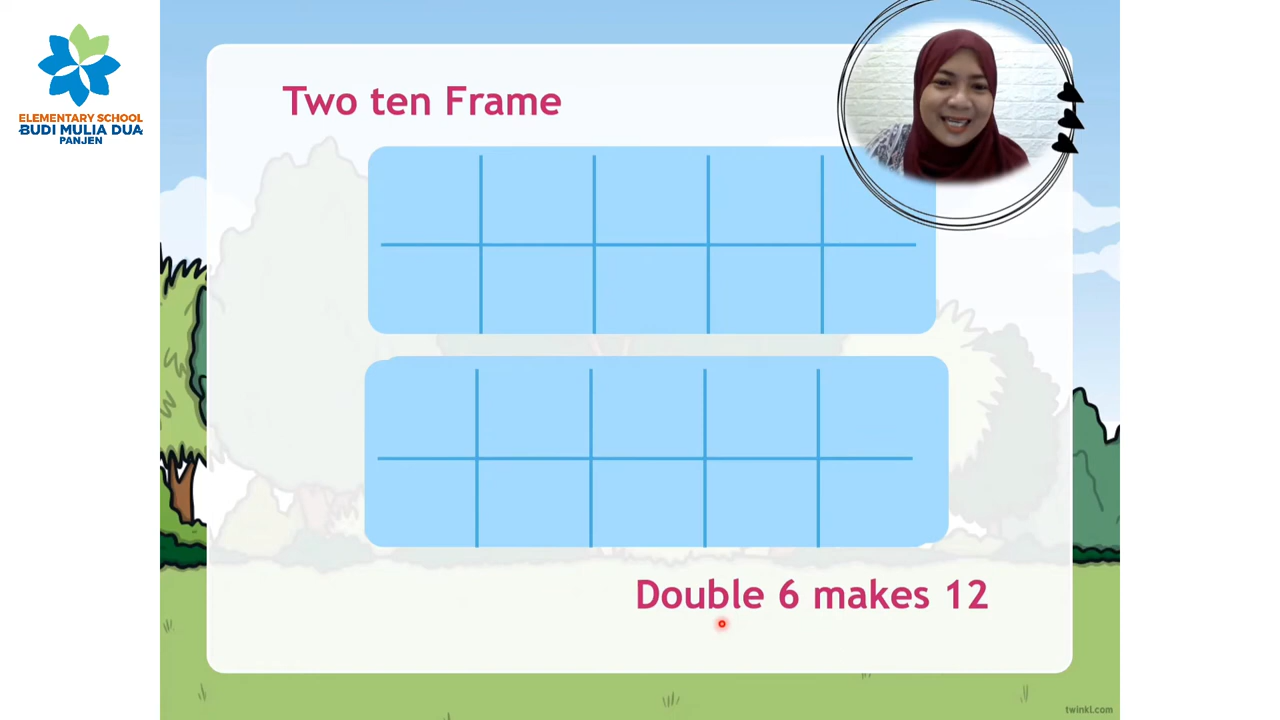 ELEMENTARY SCHOOL
BUDI MULIA DUA
PANJEN
Two ten Frame
Double 6 makes 12
twinkl.com